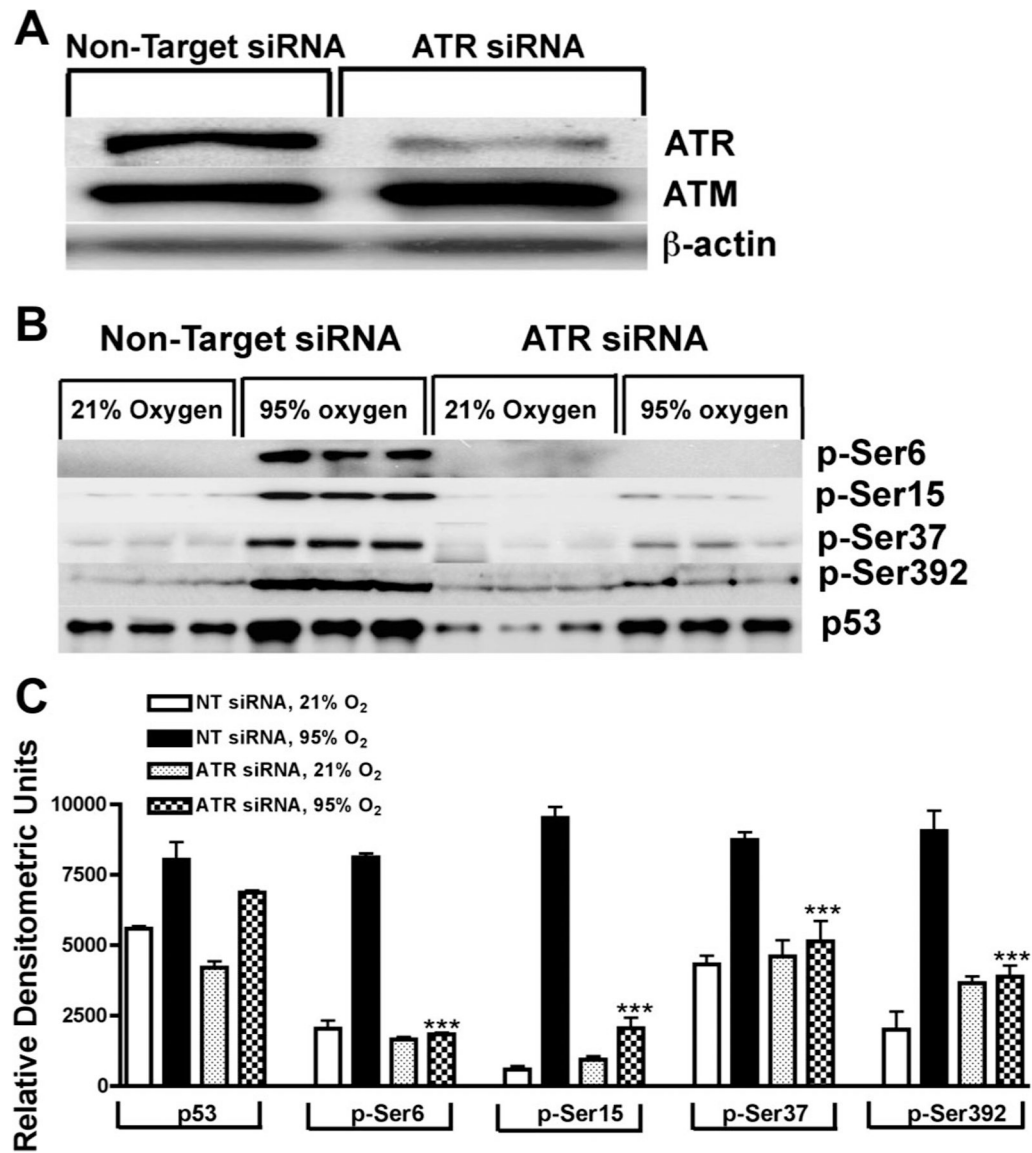 A
Non-Target siRNA ATR siRNA
ATR
ATM
β-actin
B
Non-Target siRNA ATR siRNA
21% Oxygen 95% oxygen 21% Oxygen 95% oxygen
p-Ser6
p-Ser15
p-Ser37
p-Ser392
p53
C
NT siRNA, 21% O₂
NT siRNA, 95% O₂
ATR siRNA, 21% O₂
ATR siRNA, 95% O₂
Relative Densitometric Units
10000
7500
5000
2500
0
*** *** *** ***
p53 p-Ser6 p-Ser15 p-Ser37 p-Ser392